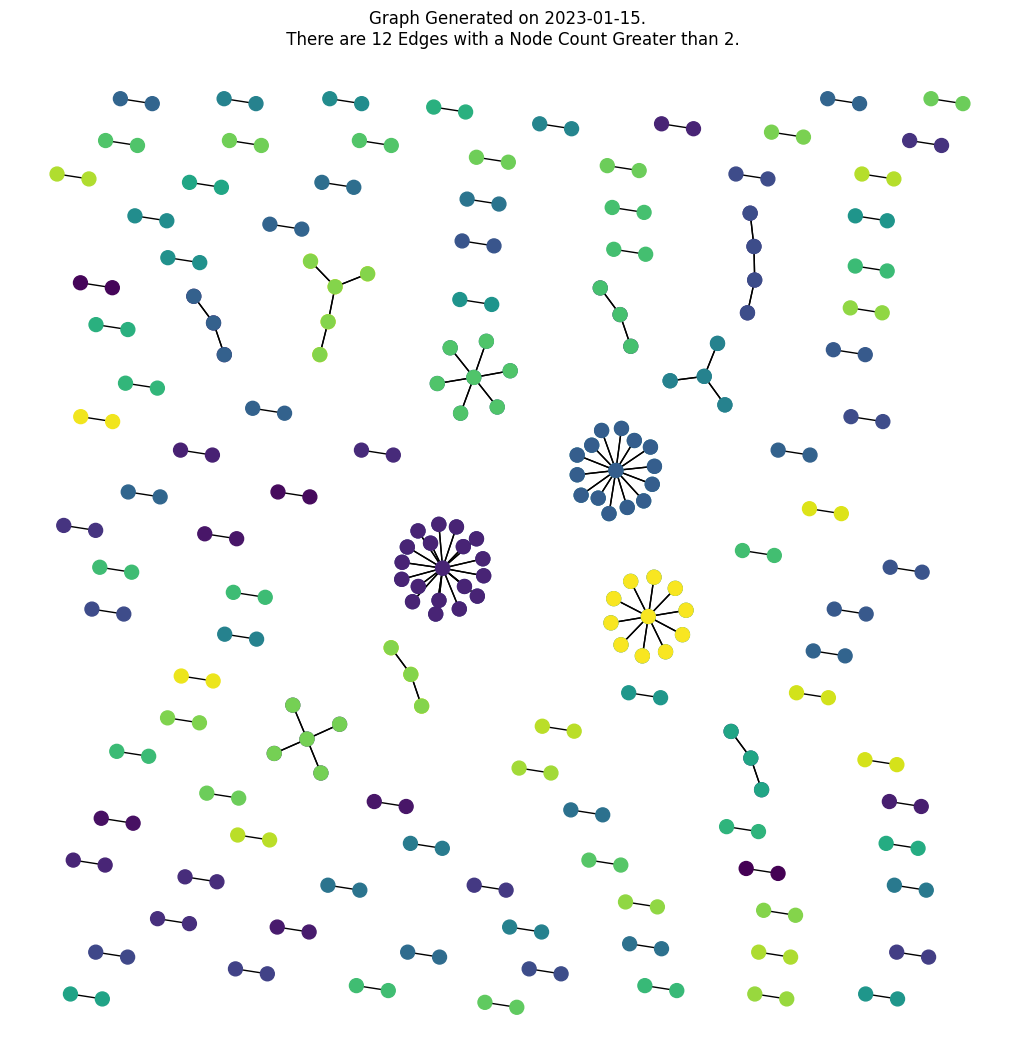 Graph Generated on 2023-01-15.
There are 12 Edges with a Node Count Greater than 2.